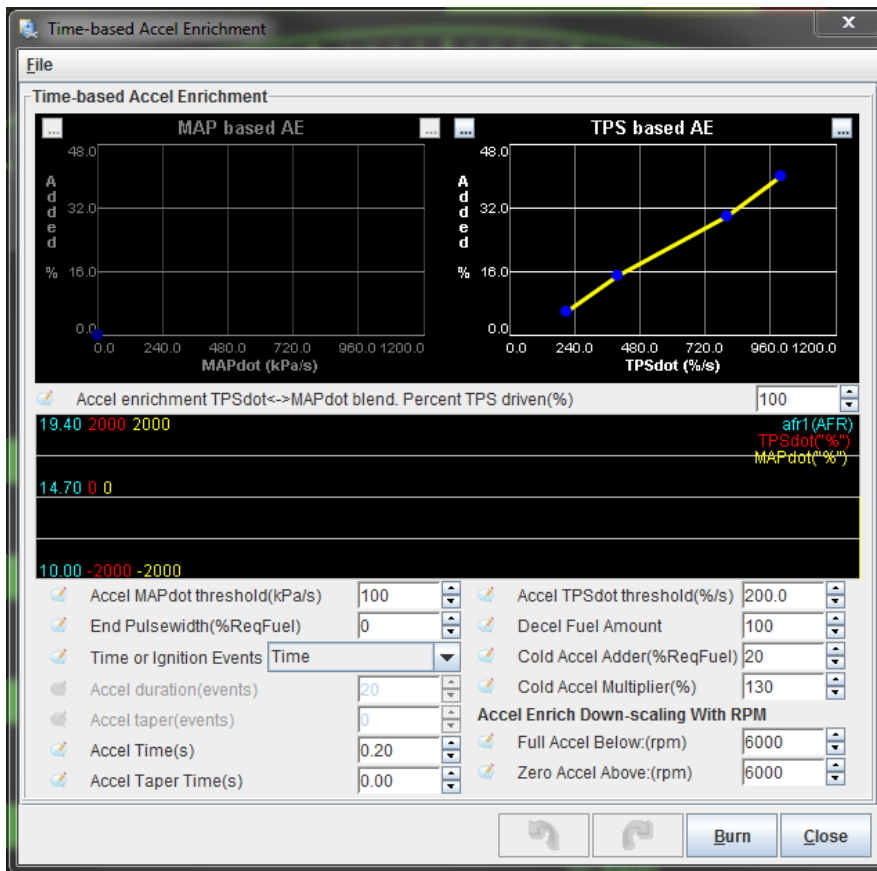 Time-based Accel Enrichment
x
File
Time-based Accel Enrichment
... MAP based AE ...
48.0
32.0
16.0
0.0
Added %
0.0 240.0 480.0 720.0 960.0 1200.0
MAPdot (kPa/s)
... TPS based AE ...
48.0
32.0
16.0
0.0
Added %
0.0 240.0 480.0 720.0 960.0 1200.0
TPSdot (%/s)
Accel enrichment TPSdot<->MAPdot blend. Percent TPS driven(%) 100
19.40 2000 2000 afr1(AFR)
TPSdot("%")
MAPdot("%")
14.70 0 0
10.00 -2000 -2000
Accel MAPdot threshold(kPa/s) 100
End Pulsewidth(%ReqFuel) 0
Time or Ignition Events Time
Accel duration(events) 20
Accel taper(events) 0
Accel Time(s) 0.20
Accel Taper Time(s) 0.00
Accel TPSdot threshold(%/s) 200.0
Decel Fuel Amount 100
Cold Accel Adder(%ReqFuel) 20
Cold Accel Multiplier(%) 130
Accel Enrich Down-scaling With RPM
Full Accel Below:(rpm) 6000
Zero Accel Above:(rpm) 6000
Burn Close